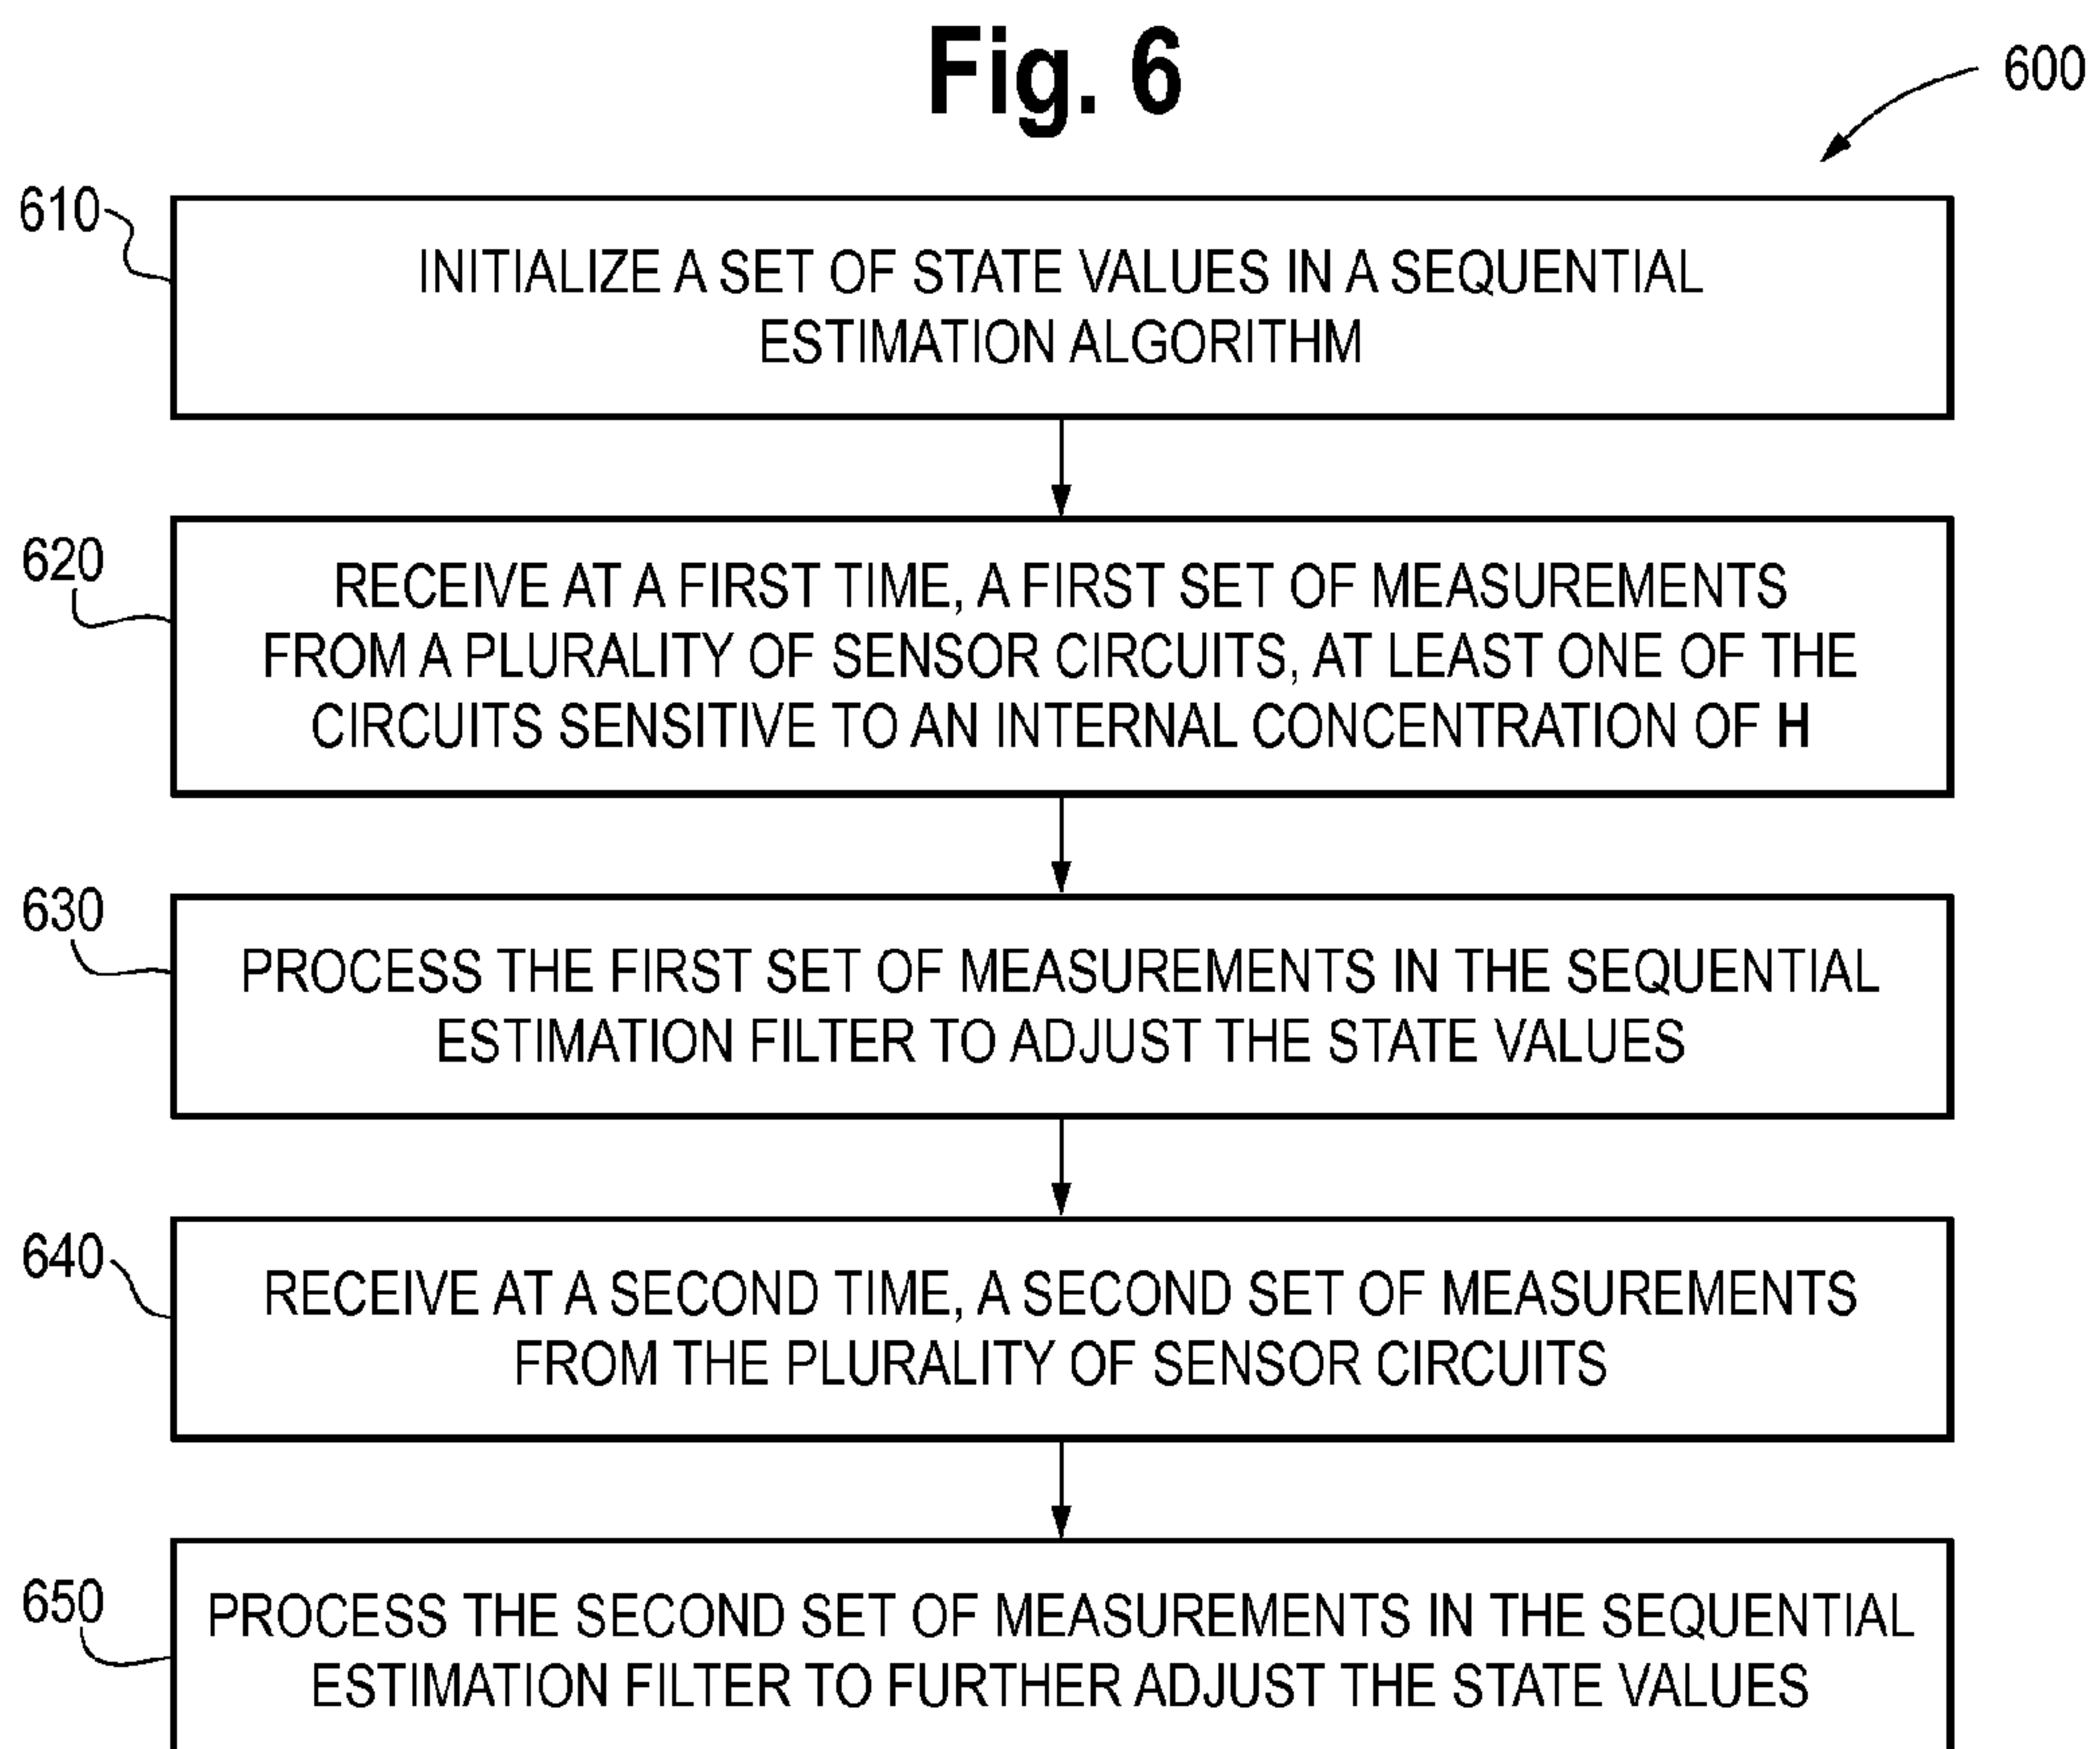 Fig. 6
600
610
INITIALIZE A SET OF STATE VALUES IN A SEQUENTIAL
ESTIMATION ALGORITHM
620
RECEIVE AT A FIRST TIME, A FIRST SET OF MEASUREMENTS
FROM A PLURALITY OF SENSOR CIRCUITS, AT LEAST ONE OF THE
CIRCUITS SENSITIVE TO AN INTERNAL CONCENTRATION OF H
630
PROCESS THE FIRST SET OF MEASUREMENTS IN THE SEQUENTIAL
ESTIMATION FILTER TO ADJUST THE STATE VALUES
640
RECEIVE AT A SECOND TIME, A SECOND SET OF MEASUREMENTS
FROM THE PLURALITY OF SENSOR CIRCUITS
650
PROCESS THE SECOND SET OF MEASUREMENTS IN THE SEQUENTIAL
ESTIMATION FILTER TO FURTHER ADJUST THE STATE VALUES